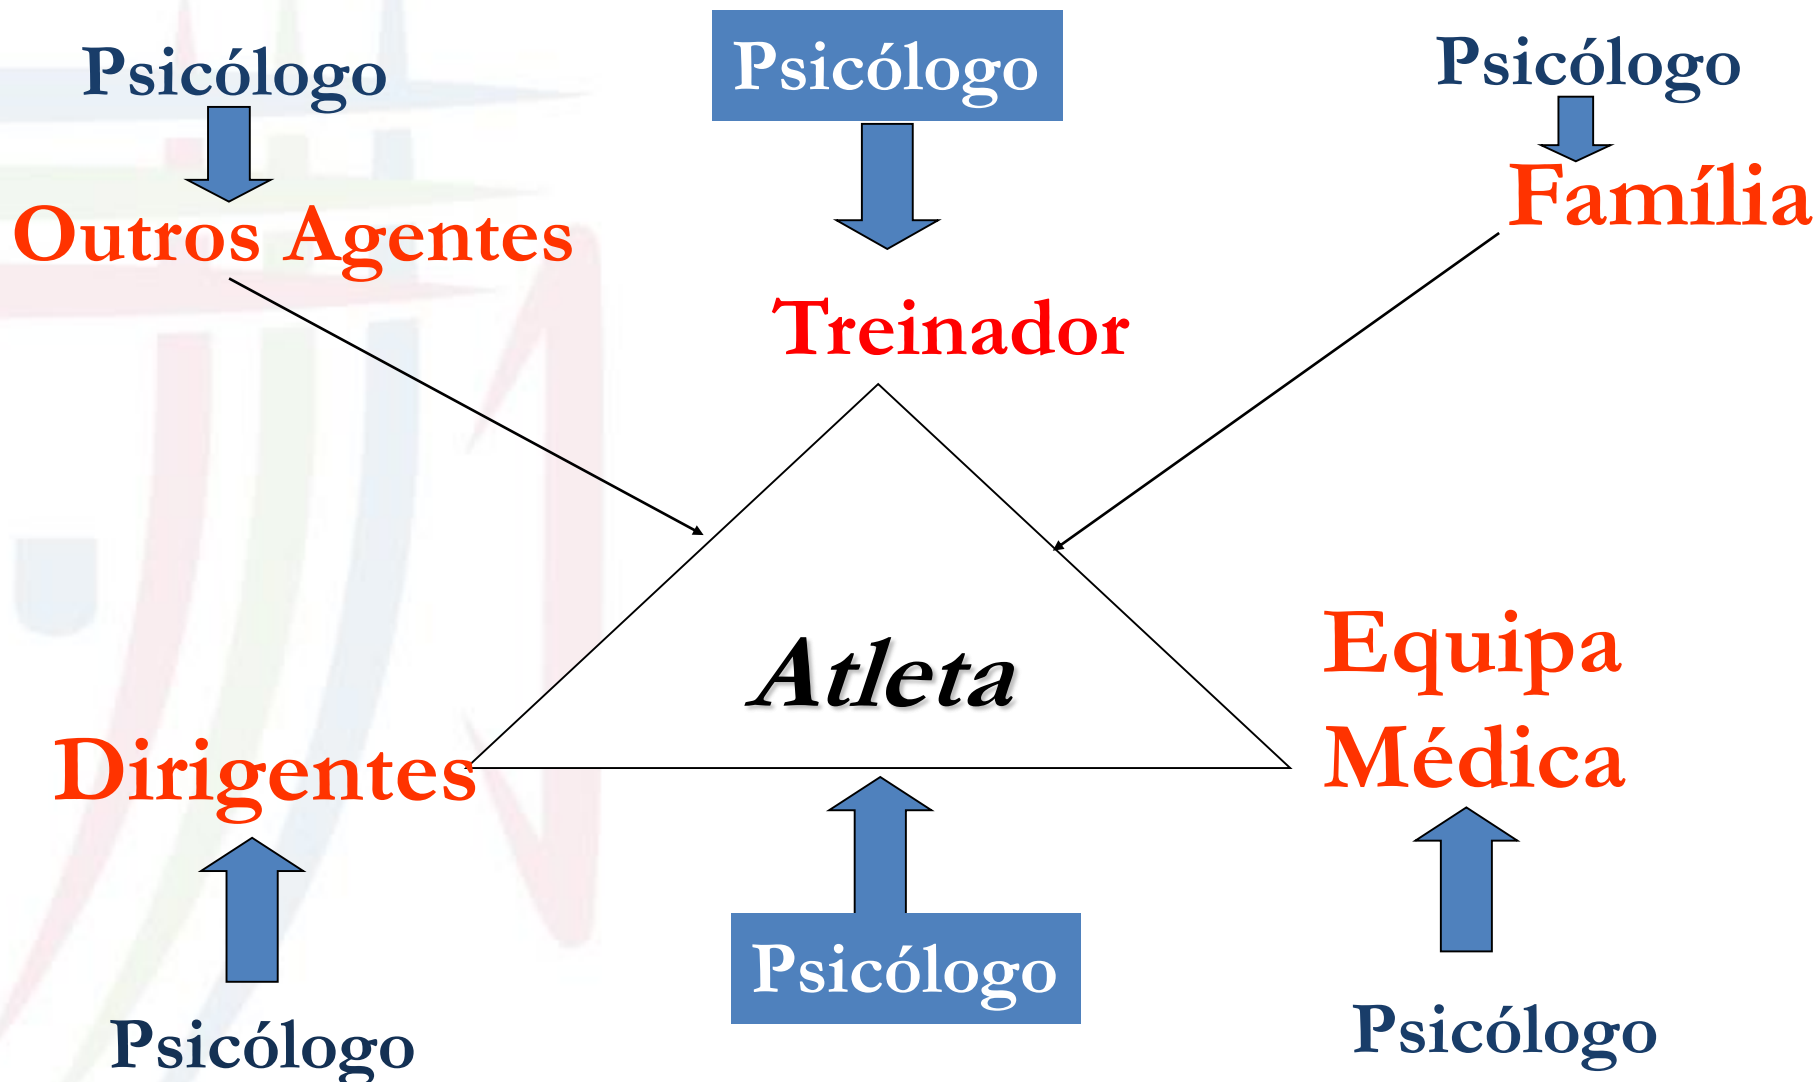 Psicólogo
Psicólogo
Psicólogo
Outros Agentes
Família
Treinador
Atleta
Equipa
Médica
Dirigentes
Psicólogo
Psicólogo
Psicólogo